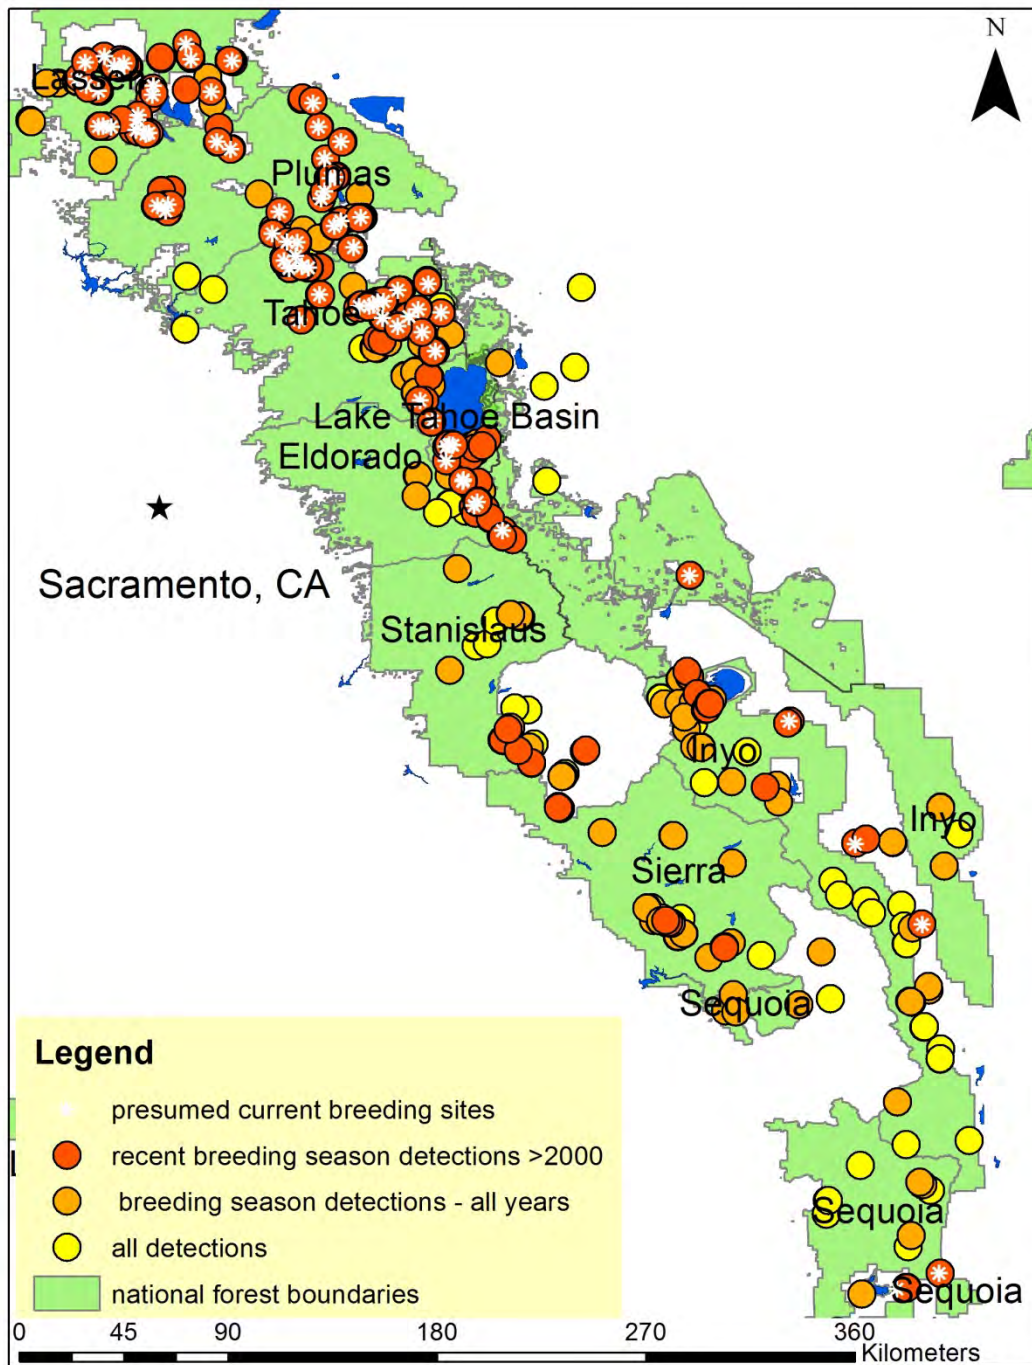 N
Lassen
Plumas
Tahoe
Lake Tahoe Basin
Eldorado
Sacramento, CA
Stanislaus
Inyo
Inyo
Sierra
Sequoia
Legend
presumed current breeding sites
recent breeding season detections >2000
breeding season detections - all years
all detections
national forest boundaries
Sequoia
Sequoia
0 45 90 180 270 360
Kilometers